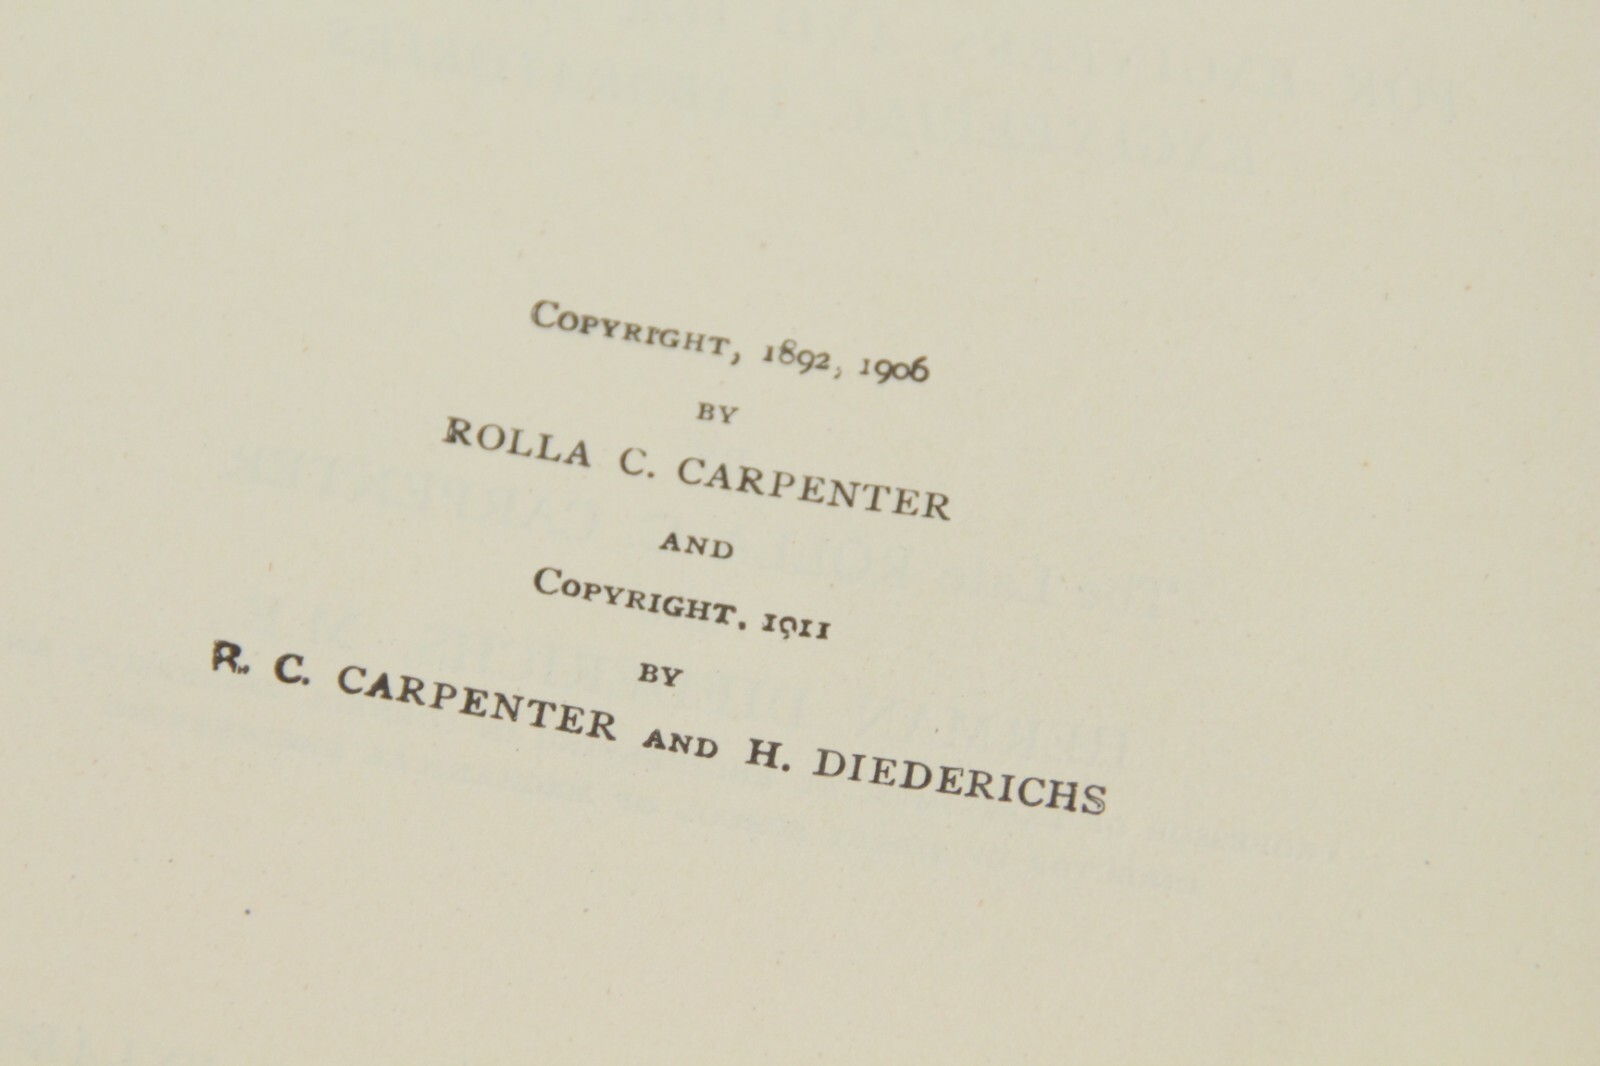 Copyright, 1892, 1906
BY
ROLLA C. CARPENTER
AND
Copyright, 1911
BY
R. C. CARPENTER AND H. DIEDERICHS